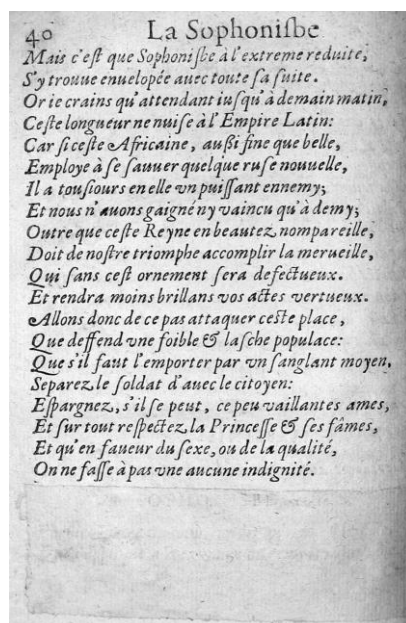 40 La Sophonisbe
Mais c'eſt que Sophoniſbe à l'extreme reduite,
S'y trouue enuelopée auec toute ſa ſuite.
Or ie crains qu'attendant iuſqu'à demain matin,
Ceſte longueur ne nuiſe à l'Empire Latin:
Car ſi ceſte Africaine, außi fine que belle,
Employe à ſe ſauuer quelque ruſe nouuelle,
Il a touſiours en elle vn puiſſant ennemy;
Et nous n'auons gaigné ny vaincu qu'à demy;
Outre que ceſte Reyne en beautez nompareille,
Doit de noſtre triomphe accomplir la merueille,
Qui ſans ceſt ornement ſera defectueux.
Et rendra moins brillans vos actes vertueux.
Allons donc de ce pas attaquer ceſte place,
Que deffend vne foible & laſche populace:
Que s'il faut l'emporter par vn ſanglant moyen,
Separez le ſoldat d'auec le citoyen:
Eſpargnez, s'il ſe peut, ce peu vaillantes ames,
Et ſur tout reſpectez la Princeſſe & ſes fâmes,
Et qu'en faueur du ſexe, ou de la qualité,
On ne faſſe à pas vne aucune indignité.